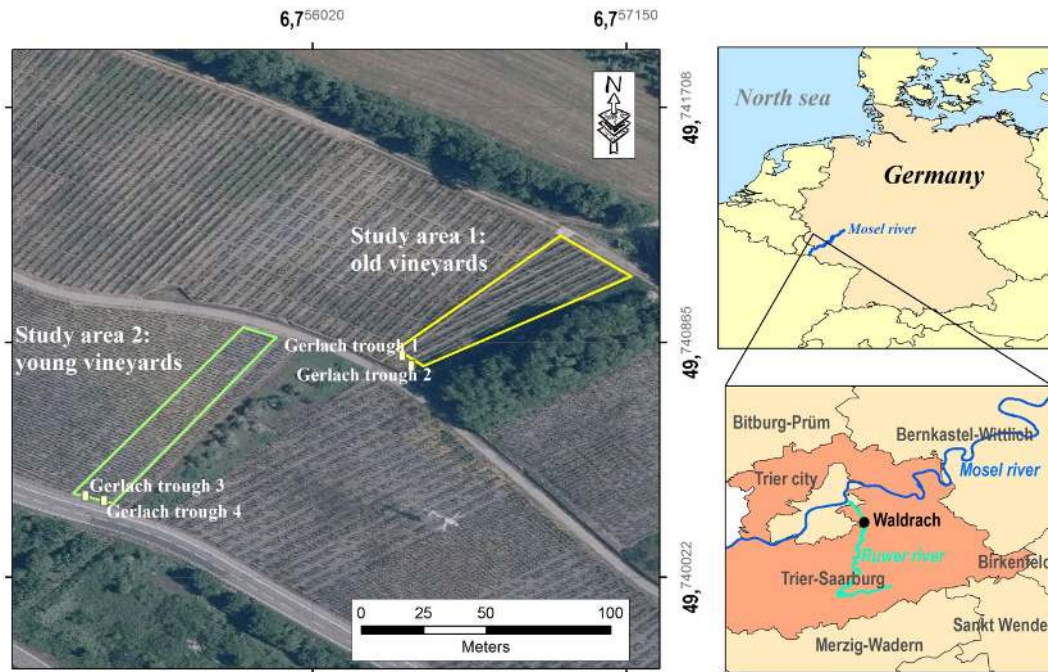 6,756020
6,757150
49,741708
49,740865
49,740022
N
Study area 1:
old vineyards
Study area 2:
young vineyards
Gerlach trough 1
Gerlach trough 2
Gerlach trough 3
Gerlach trough 4
0 25 50 100
Meters
North sea
Germany
Mosel river
Bitburg-Prüm
Bernkastel-Wittlich
Mosel river
Trier city
Waldrach
Ruwer river
Birkenfeld
Trier-Saarburg
Sankt Wende
Merzig-Wadern